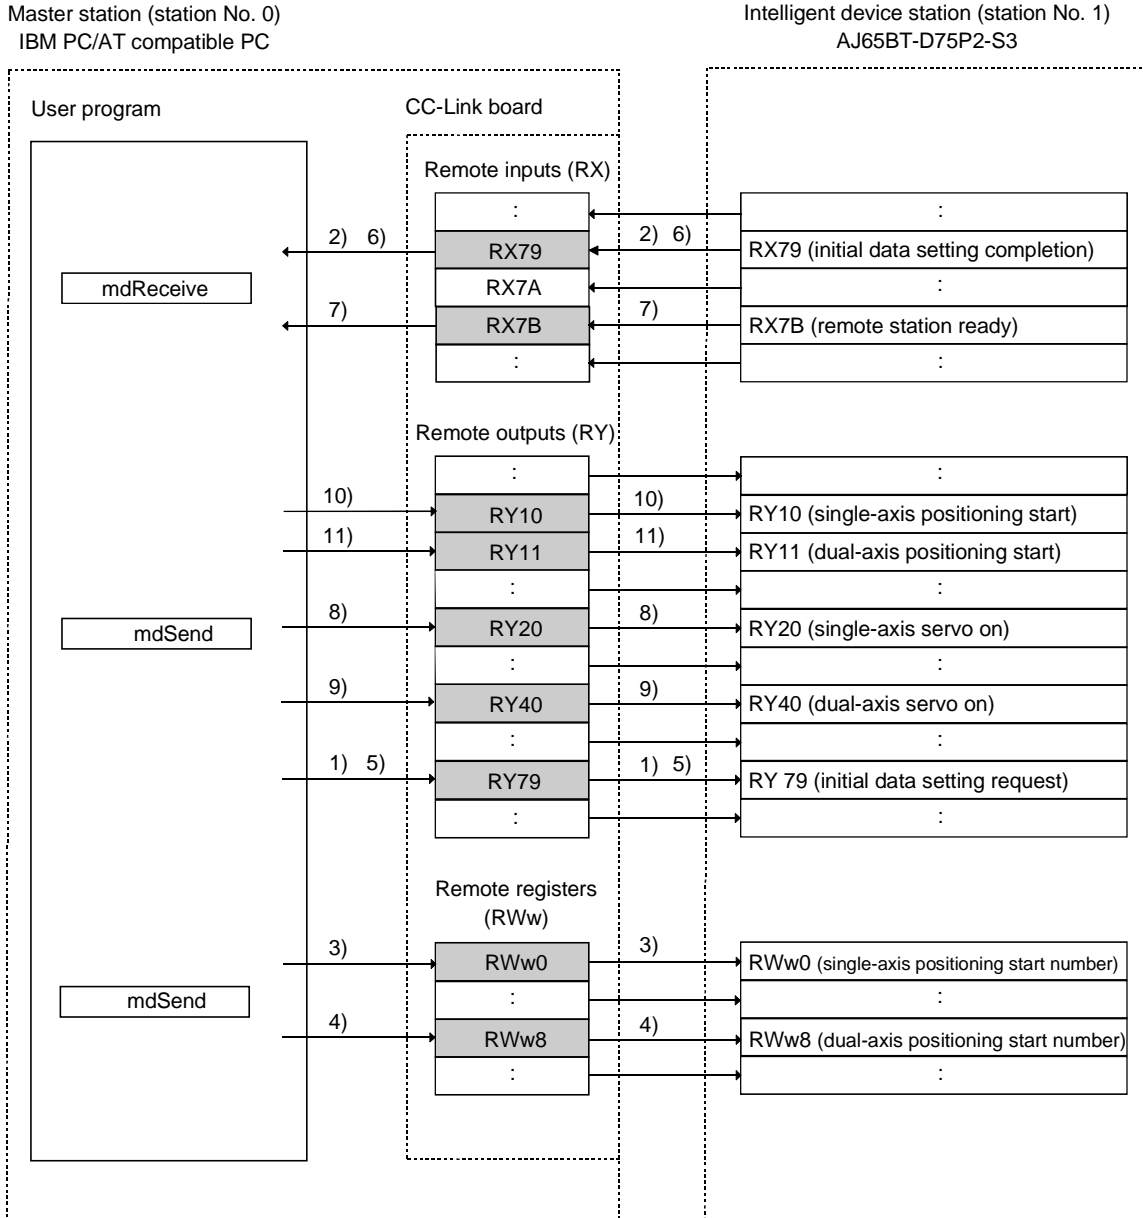 Master station (station No. 0)
IBM PC/AT compatible PC
Intelligent device station (station No. 1)
AJ65BT-D75P2-S3
User program
CC-Link board
Remote inputs (RX)
:
:
2) 6)
RX79
2) 6)
RX79 (initial data setting completion)
mdReceive
RX7A
:
7)
RX7B
7)
RX7B (remote station ready)
:
:
Remote outputs (RY)
:
:
10)
RY10
10)
RY10 (single-axis positioning start)
11)
RY11
11)
RY11 (dual-axis positioning start)
:
:
mdSend
8)
RY20
8)
RY20 (single-axis servo on)
:
:
9)
RY40
9)
RY40 (dual-axis servo on)
:
:
1) 5)
RY79
1) 5)
RY 79 (initial data setting request)
:
:
Remote registers
(RWw)
3)
RWw0
3)
RWw0 (single-axis positioning start number)
mdSend
:
:
4)
RWw8
4)
RWw8 (dual-axis positioning start number)
:
: